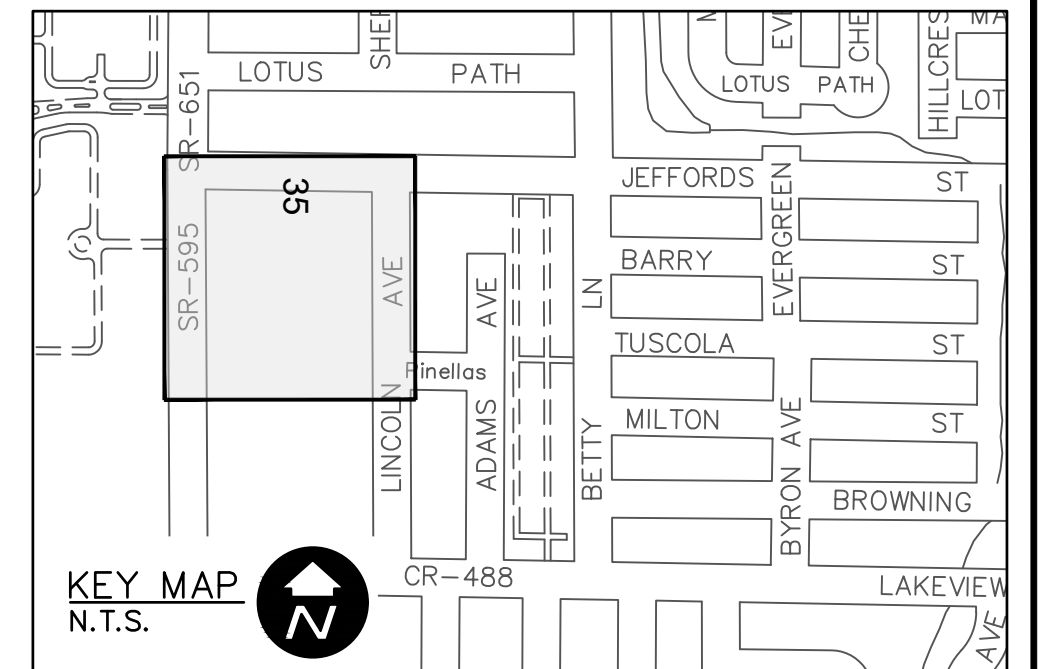 SR-651
LOTUS PATH
LOTUS PATH
HILLCRES
LOT
35
SR-595
LINCOLN AVE
Pinellas
ADAMS AVE
BETTY LN
JEFFORDS ST
EVERGREEN
BARRY ST
TUSCOLA ST
MILTON ST
BYRON AVE
BROWNING
CR-488
LAKEVIEW
AVE
KEY MAP
N.T.S.
N